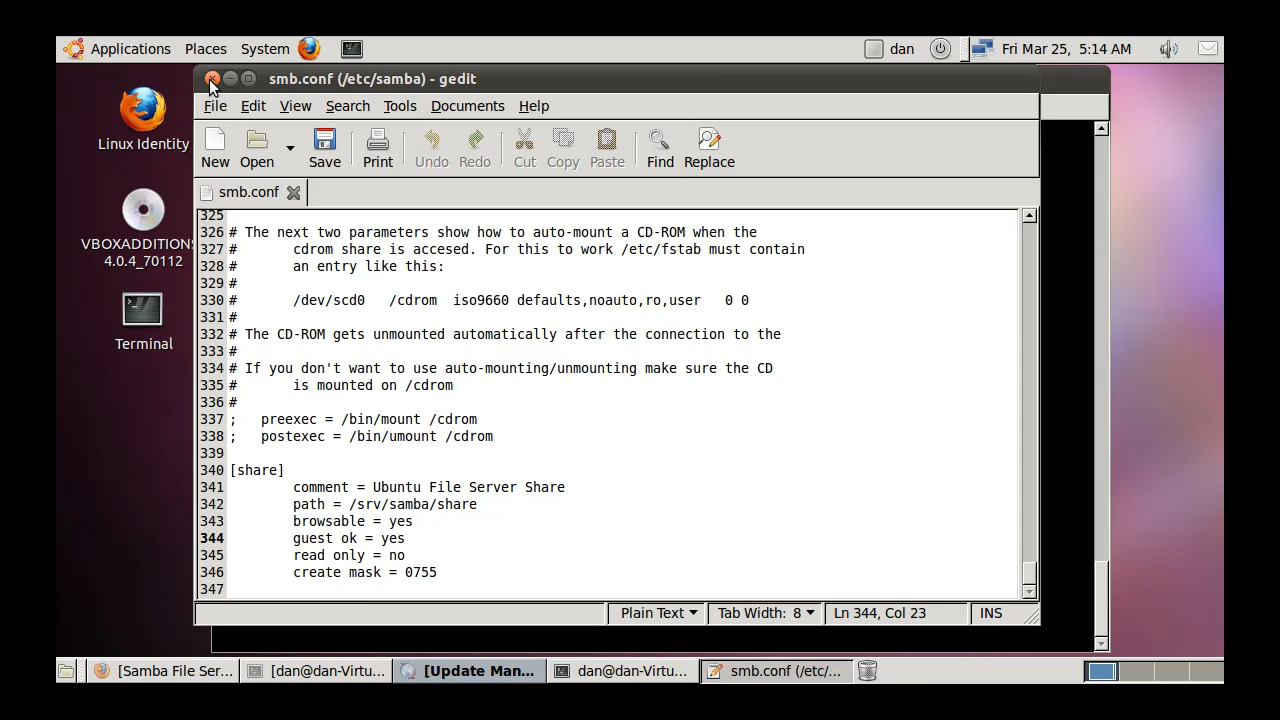 Applications Places System dan Fri Mar 25, 5:14 AM
smb.conf (/etc/samba) - gedit
File Edit View Search Tools Documents Help
New Open Save Print Undo Redo Cut Copy Paste Find Replace
smb.conf
Linux Identity
VBOXADDITIONS
4.0.4_70112
Terminal
325
326 # The next two parameters show how to auto-mount a CD-ROM when the
327 # cdrom share is accesed. For this to work /etc/fstab must contain
328 # an entry like this:
329 #
330 # /dev/scd0 /cdrom iso9660 defaults,noauto,ro,user 0 0
331 #
332 # The CD-ROM gets unmounted automatically after the connection to the
333 #
334 # If you don't want to use auto-mounting/unmounting make sure the CD
335 # is mounted on /cdrom
336 #
337 ; preexec = /bin/mount /cdrom
338 ; postexec = /bin/umount /cdrom
339
340 [share]
341 comment = Ubuntu File Server Share
342 path = /srv/samba/share
343 browsable = yes
344 guest ok = yes
345 read only = no
346 create mask = 0755
347
Plain Text Tab Width: 8 Ln 344, Col 23 INS
[Samba File Ser... [dan@dan-Virtu... [Update Man... dan@dan-Virtu... smb.conf (/etc/...